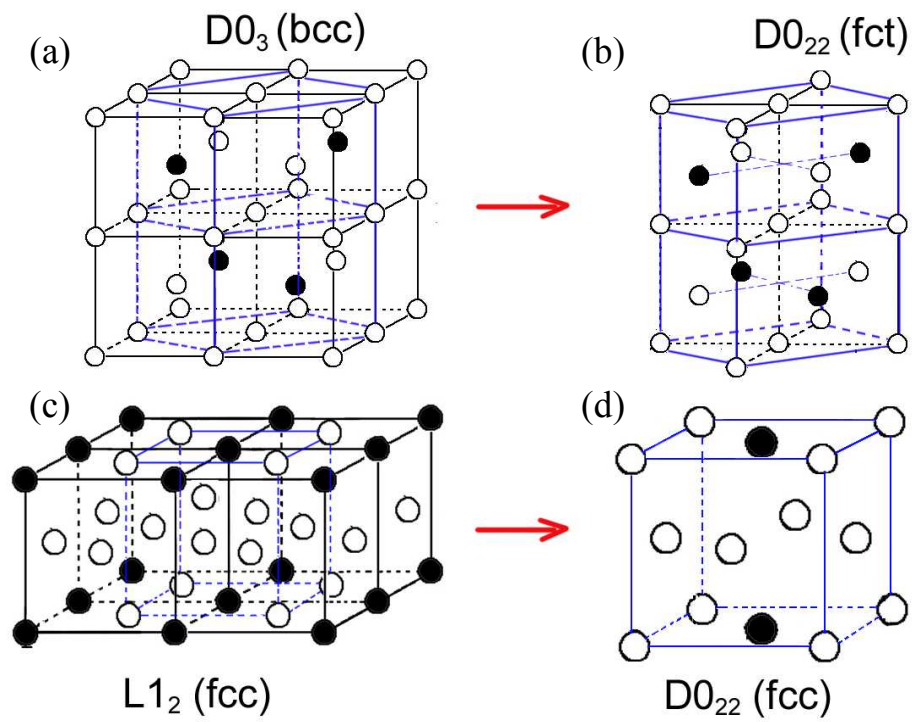 (a) D0₃ (bcc)
(b) D0₂₂ (fct)
(c)
(d)
L1₂ (fcc)
D0₂₂ (fcc)